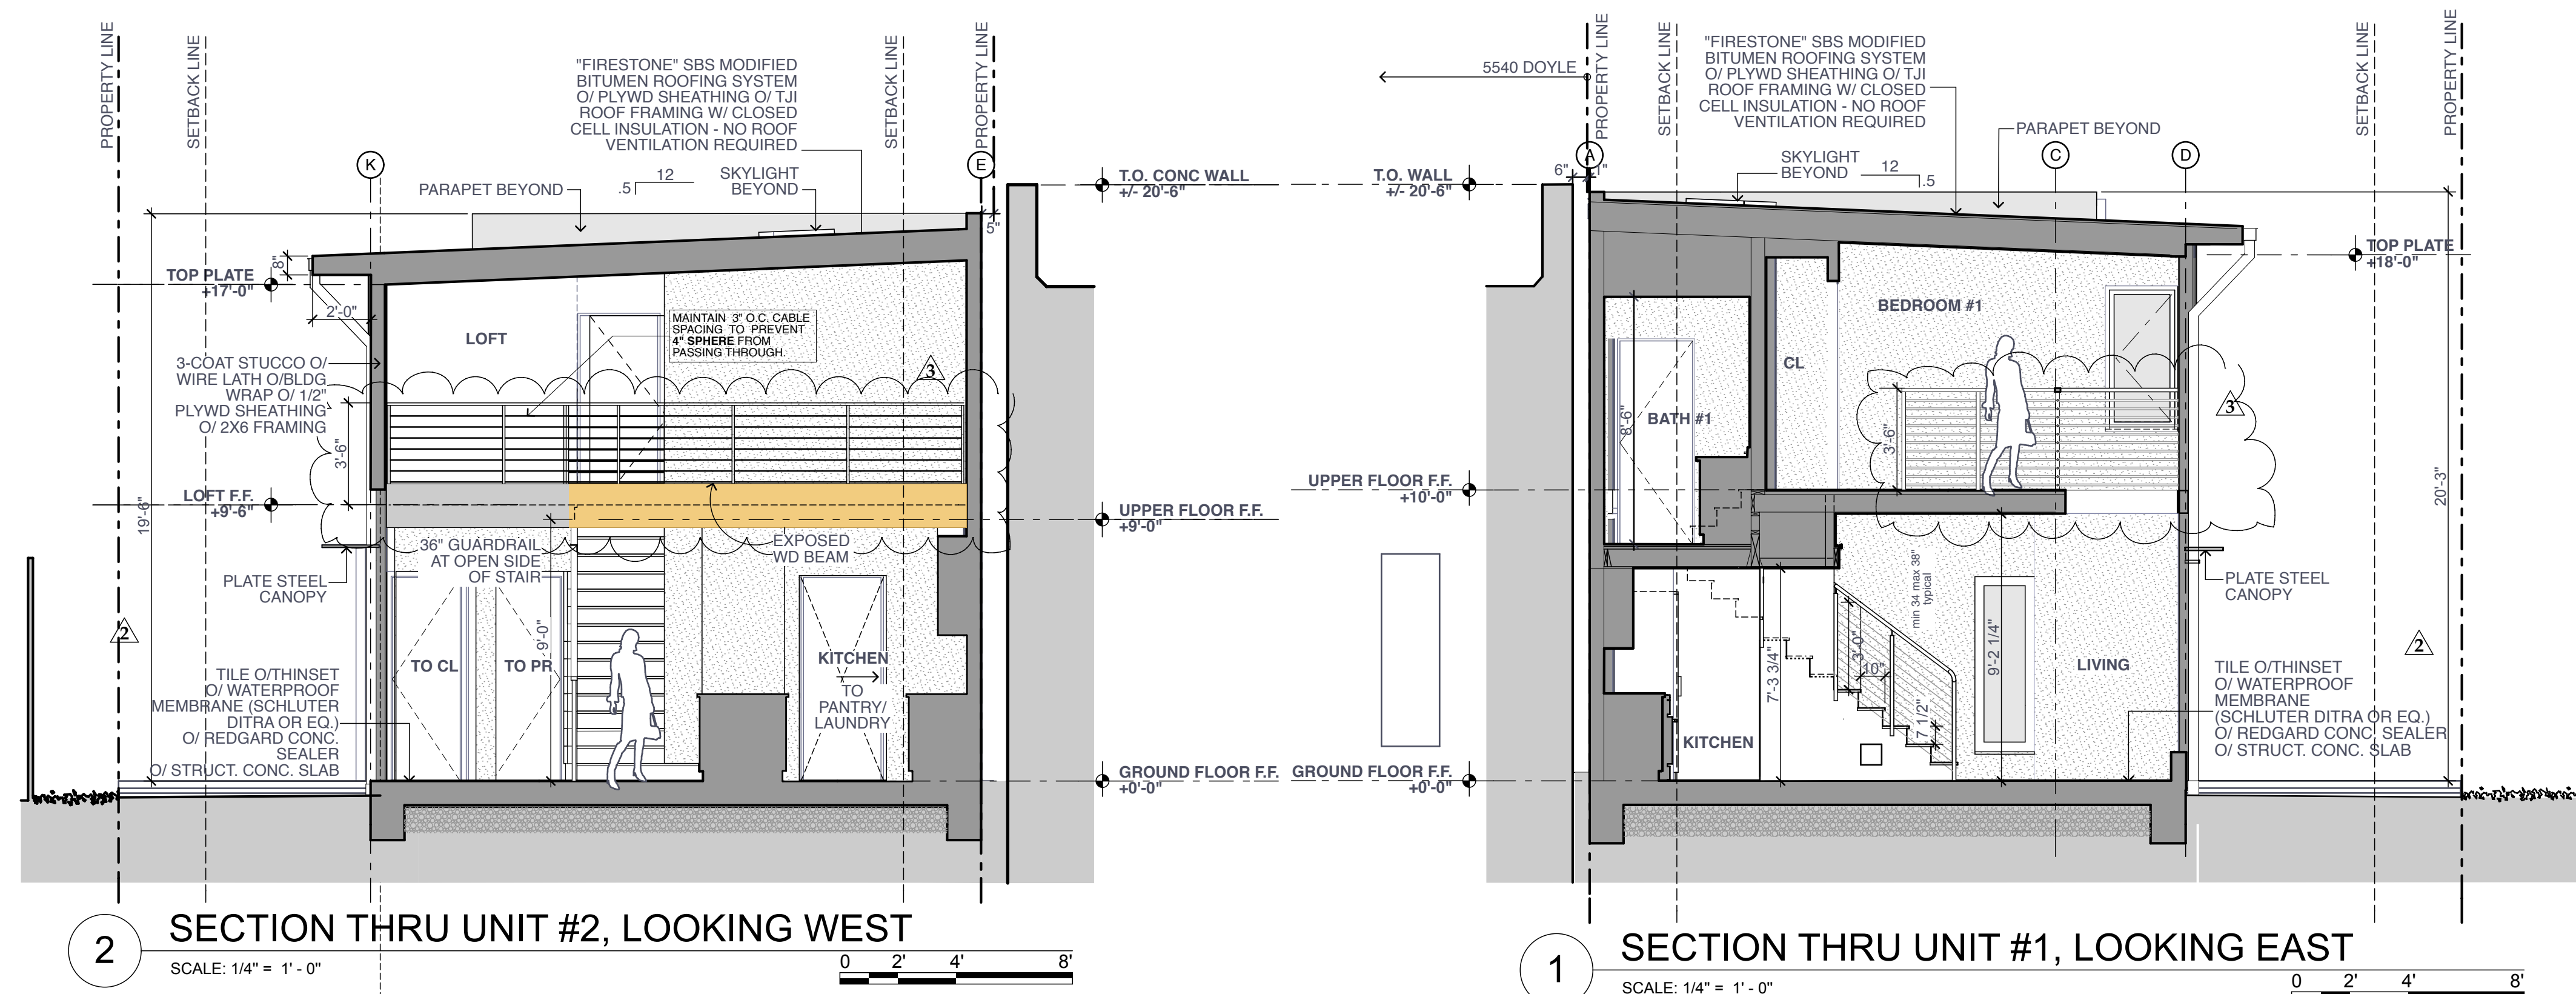 PROPERTY LINE
SETBACK LINE
"FIRESTONE" SBS MODIFIED
BITUMEN ROOFING SYSTEM
O/ PLYWD SHEATHING O/ TJI
ROOF FRAMING W/ CLOSED
CELL INSULATION - NO ROOF
VENTILATION REQUIRED
SETBACK LINE
PROPERTY LINE
K
E
PARAPET BEYOND
12
.5
SKYLIGHT
BEYOND
5"
T.O. CONC WALL
+/- 20'-6"
8"
TOP PLATE
+17'-0"
2'-0"
LOFT
MAINTAIN 3" O.C. CABLE
SPACING TO PREVENT
4" SPHERE FROM
PASSING THROUGH.
3
3-COAT STUCCO O/
WIRE LATH O/BLDG
WRAP O/ 1/2"
PLYWD SHEATHING
O/ 2X6 FRAMING
3'-6"
19'-6"
LOFT F.F.
+9'-6"
UPPER FLOOR F.F.
+9'-0"
36" GUARDRAIL
AT OPEN SIDE
OF STAIR
EXPOSED
WD BEAM
PLATE STEEL
CANOPY
2
9'-0"
TO CL
TO PR
KITCHEN
TO
PANTRY/
LAUNDRY
TILE O/THINSET
O/ WATERPROOF
MEMBRANE (SCHLUTER
DITRA OR EQ.)
O/ REDGARD CONC.
SEALER
O/ STRUCT. CONC. SLAB
GROUND FLOOR F.F.
+0'-0"
2
SECTION THRU UNIT #2, LOOKING WEST
SCALE: 1/4" = 1' - 0"
0 2' 4' 8'
5540 DOYLE
PROPERTY LINE
SETBACK LINE
"FIRESTONE" SBS MODIFIED
BITUMEN ROOFING SYSTEM
O/ PLYWD SHEATHING O/ TJI
ROOF FRAMING W/ CLOSED
CELL INSULATION - NO ROOF
VENTILATION REQUIRED
SETBACK LINE
PROPERTY LINE
PARAPET BEYOND
A
C
D
6"
1"
SKYLIGHT
BEYOND
12
.5
T.O. WALL
+/- 20'-6"
TOP PLATE
+18'-0"
BEDROOM #1
CL
BATH #1
8'-6"
3'-6"
3
20'-3"
UPPER FLOOR F.F.
+10'-0"
min 34 max 38"
typical
PLATE STEEL
CANOPY
2
7'-3 3/4"
3'-0"
10"
7 1/2"
9'-2 1/4"
LIVING
KITCHEN
TILE O/THINSET
O/ WATERPROOF
MEMBRANE
(SCHLUTER DITRA OR EQ.)
O/ REDGARD CONC. SEALER
O/ STRUCT. CONC. SLAB
GROUND FLOOR F.F.
+0'-0"
1
SECTION THRU UNIT #1, LOOKING EAST
SCALE: 1/4" = 1' - 0"
0 2' 4' 8'